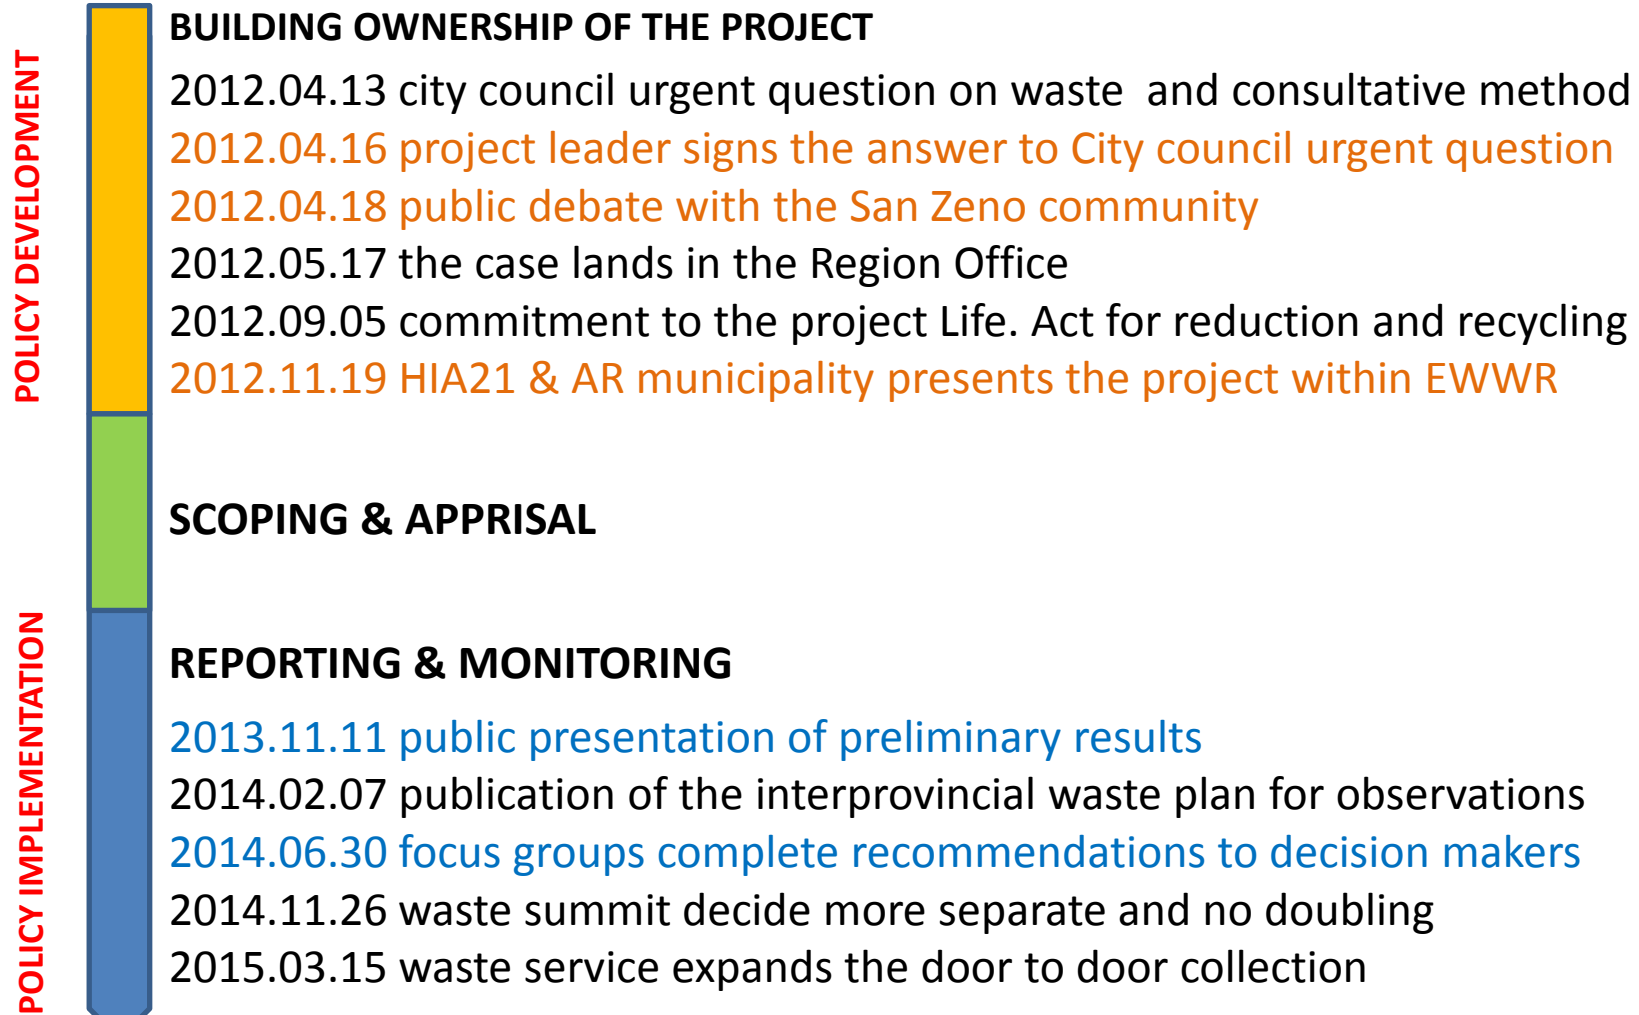 POLICY DEVELOPMENT
BUILDING OWNERSHIP OF THE PROJECT
2012.04.13 city council urgent question on waste  and consultative method
2012.04.16 project leader signs the answer to City council urgent question
2012.04.18 public debate with the San Zeno community
2012.05.17 the case lands in the Region Office
2012.09.05 commitment to the project Life. Act for reduction and recycling
2012.11.19 HIA21 & AR municipality presents the project within EWWR
SCOPING & APPRISAL
POLICY IMPLEMENTATION
REPORTING & MONITORING
2013.11.11 public presentation of preliminary results
2014.02.07 publication of the interprovincial waste plan for observations
2014.06.30 focus groups complete recommendations to decision makers
2014.11.26 waste summit decide more separate and no doubling
2015.03.15 waste service expands the door to door collection